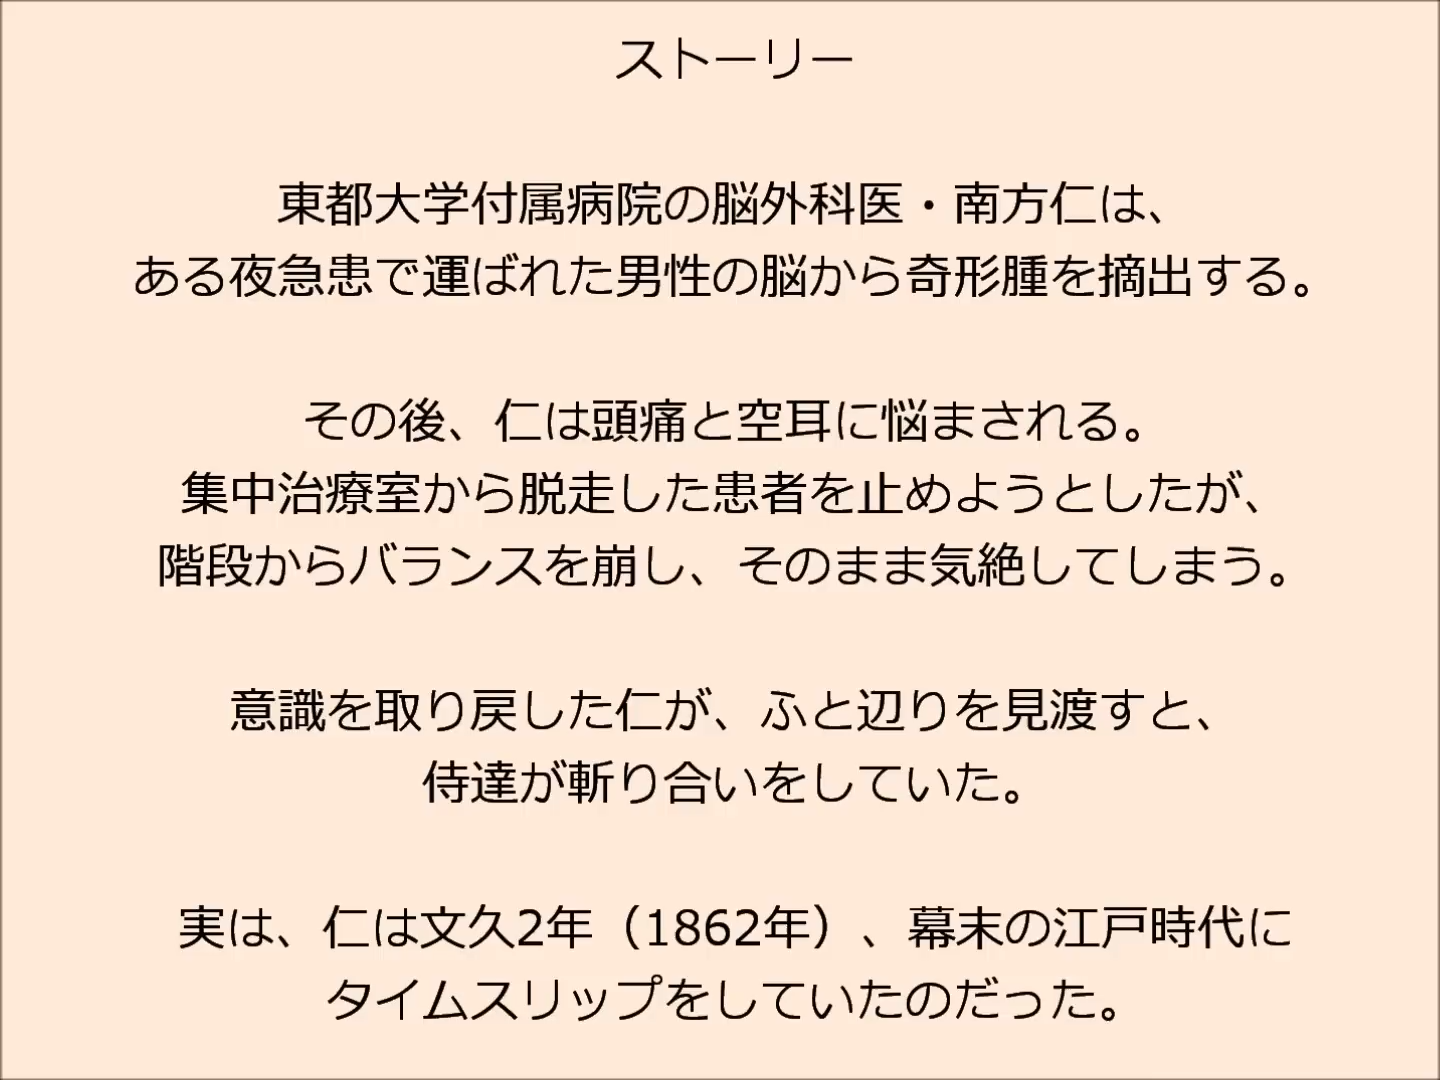 ストーリー
東都大学付属病院の脳外科医・南方仁は、
ある夜急患で運ばれた男性の脳から奇形腫を摘出する。
その後、仁は頭痛と空耳に悩まされる。
集中治療室から脱走した患者を止めようとしたが、
階段からバランスを崩し、そのまま気絶してしまう。
意識を取り戻した仁が、ふと辺りを見渡すと、
侍達が斬り合いをしていた。
実は、仁は文久2年（1862年）、幕末の江戸時代に
タイムスリップをしていたのだった。